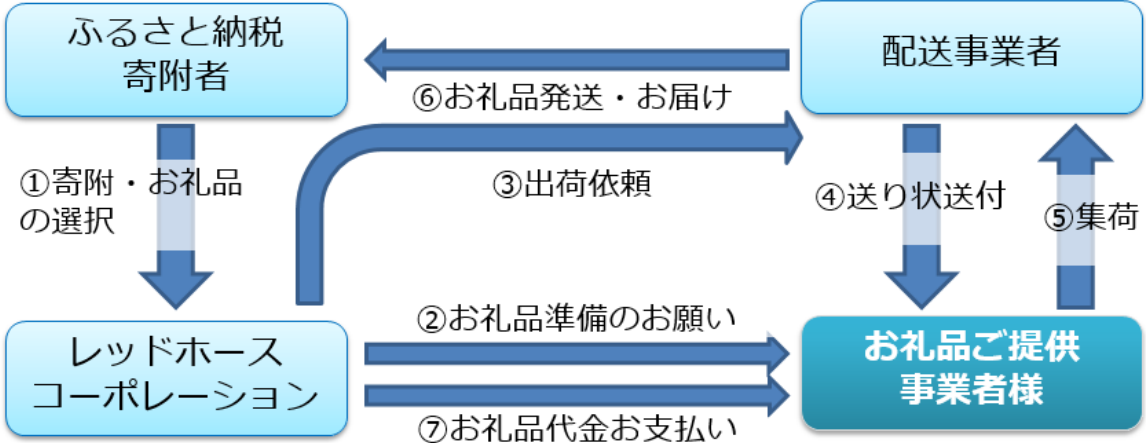 ふるさと納税
寄附者
配送事業者
⑥お礼品発送・お届け
①寄附・お礼品
の選択
③出荷依頼
④送り状送付
⑤集荷
②お礼品準備のお願い
レッドホース
コーポレーション
お礼品ご提供
事業者様
⑦お礼品代金お支払い